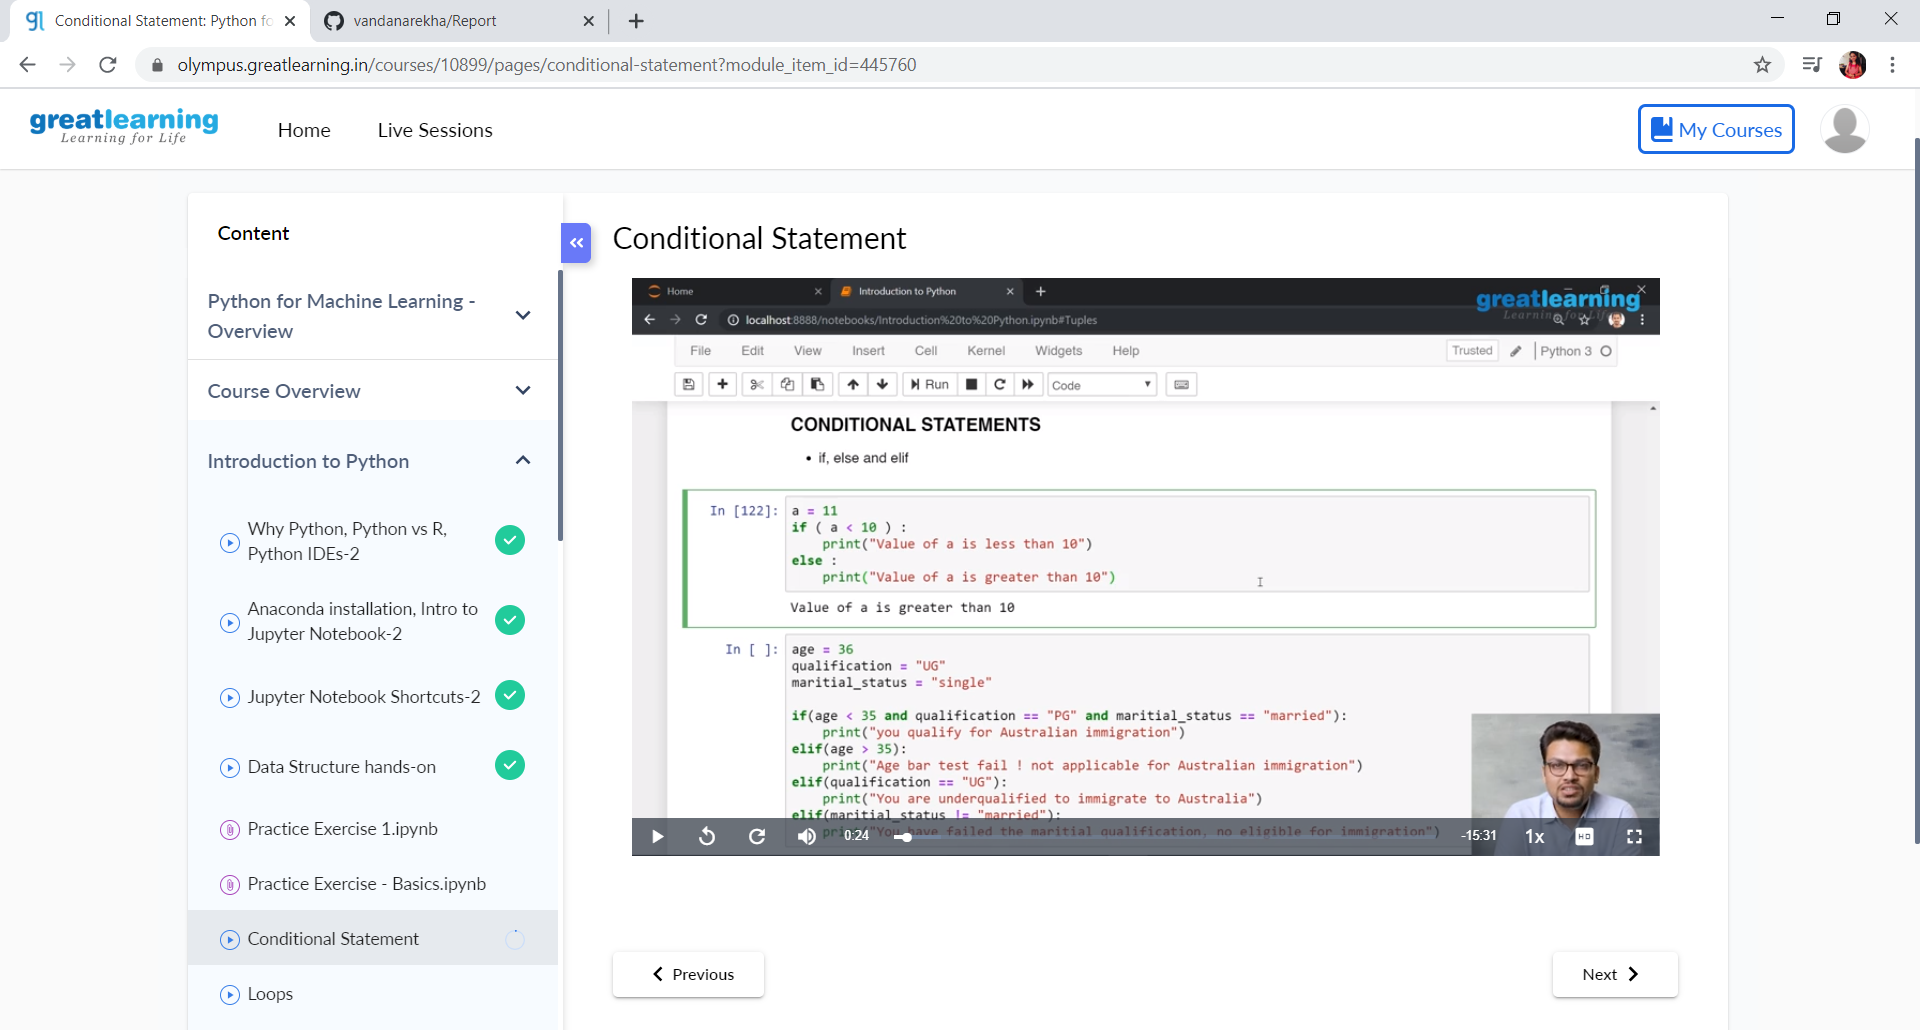 Conditional Statement: Python fo
vandanarekha/Report
olympus.greatlearning.in/courses/10899/pages/conditional-statement?module_item_id=445760
greatlearning
Learning for Life
Home
Live Sessions
My Courses
Content
Python for Machine Learning -
Overview
Course Overview
Introduction to Python
Why Python, Python vs R,
Python IDEs-2
Anaconda installation, Intro to
Jupyter Notebook-2
Jupyter Notebook Shortcuts-2
Data Structure hands-on
Practice Exercise 1.ipynb
Practice Exercise - Basics.ipynb
Conditional Statement
Loops
Conditional Statement
Home
Introduction to Python
greatlearning
Learning for Life
localhost:8888/notebooks/Introduction%20to%20Python.ipynb#Tuples
File Edit View Insert Cell Kernel Widgets Help
Trusted
Python 3
Run
Code
CONDITIONAL STATEMENTS
• if, else and elif
In [122]: a = 11
if ( a < 10 ) :
print("Value of a is less than 10")
else :
print("Value of a is greater than 10")
Value of a is greater than 10
In [ ]: age = 36
qualification = "UG"
maritial_status = "single"
if(age < 35 and qualification == "PG" and maritial_status == "married"):
print("you qualify for Australian immigration")
elif(age > 35):
print("Age bar test fail ! not applicable for Australian immigration")
elif(qualification == "UG"):
print("You are underqualified to immigrate to Australia")
elif(maritial_status != "married"):
print("You have failed the maritial qualification, no eligible for immigration")
0:24
-15:31
1x
HD
Previous
Next